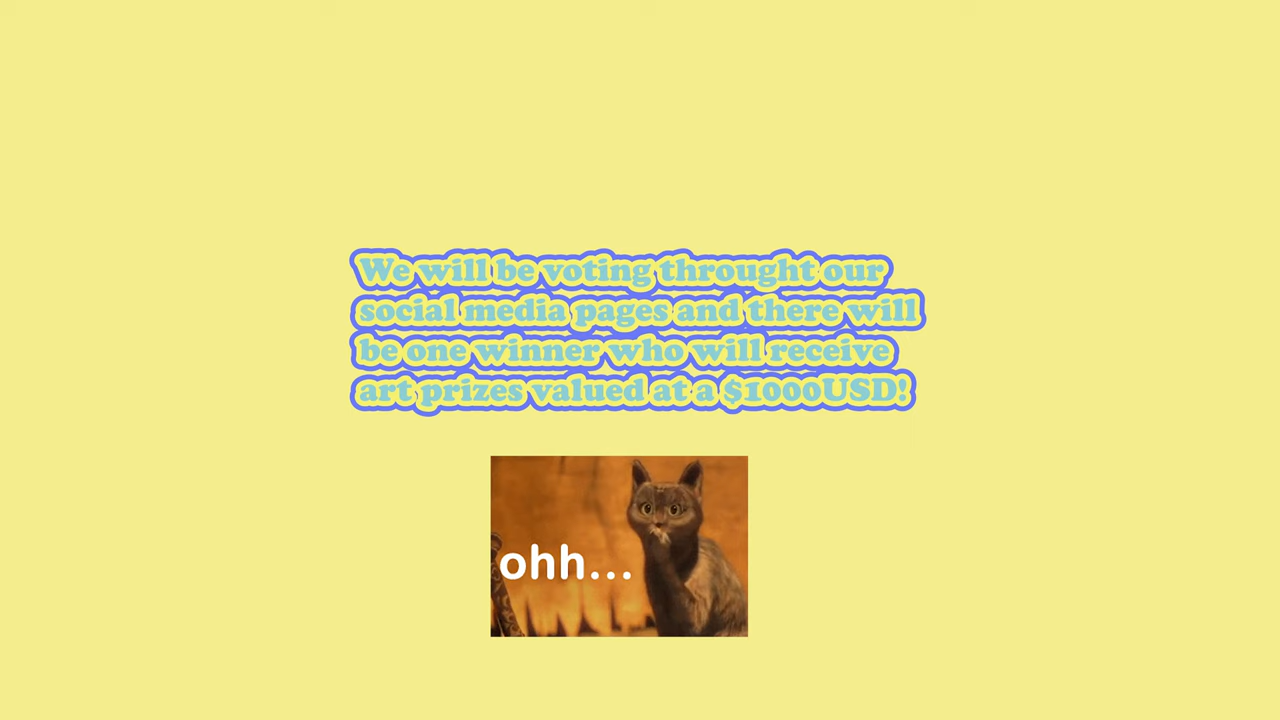 We will be voting throught our
social media pages and there will
be one winner who will receive
art prizes valued at a $1000USD!
ohh...